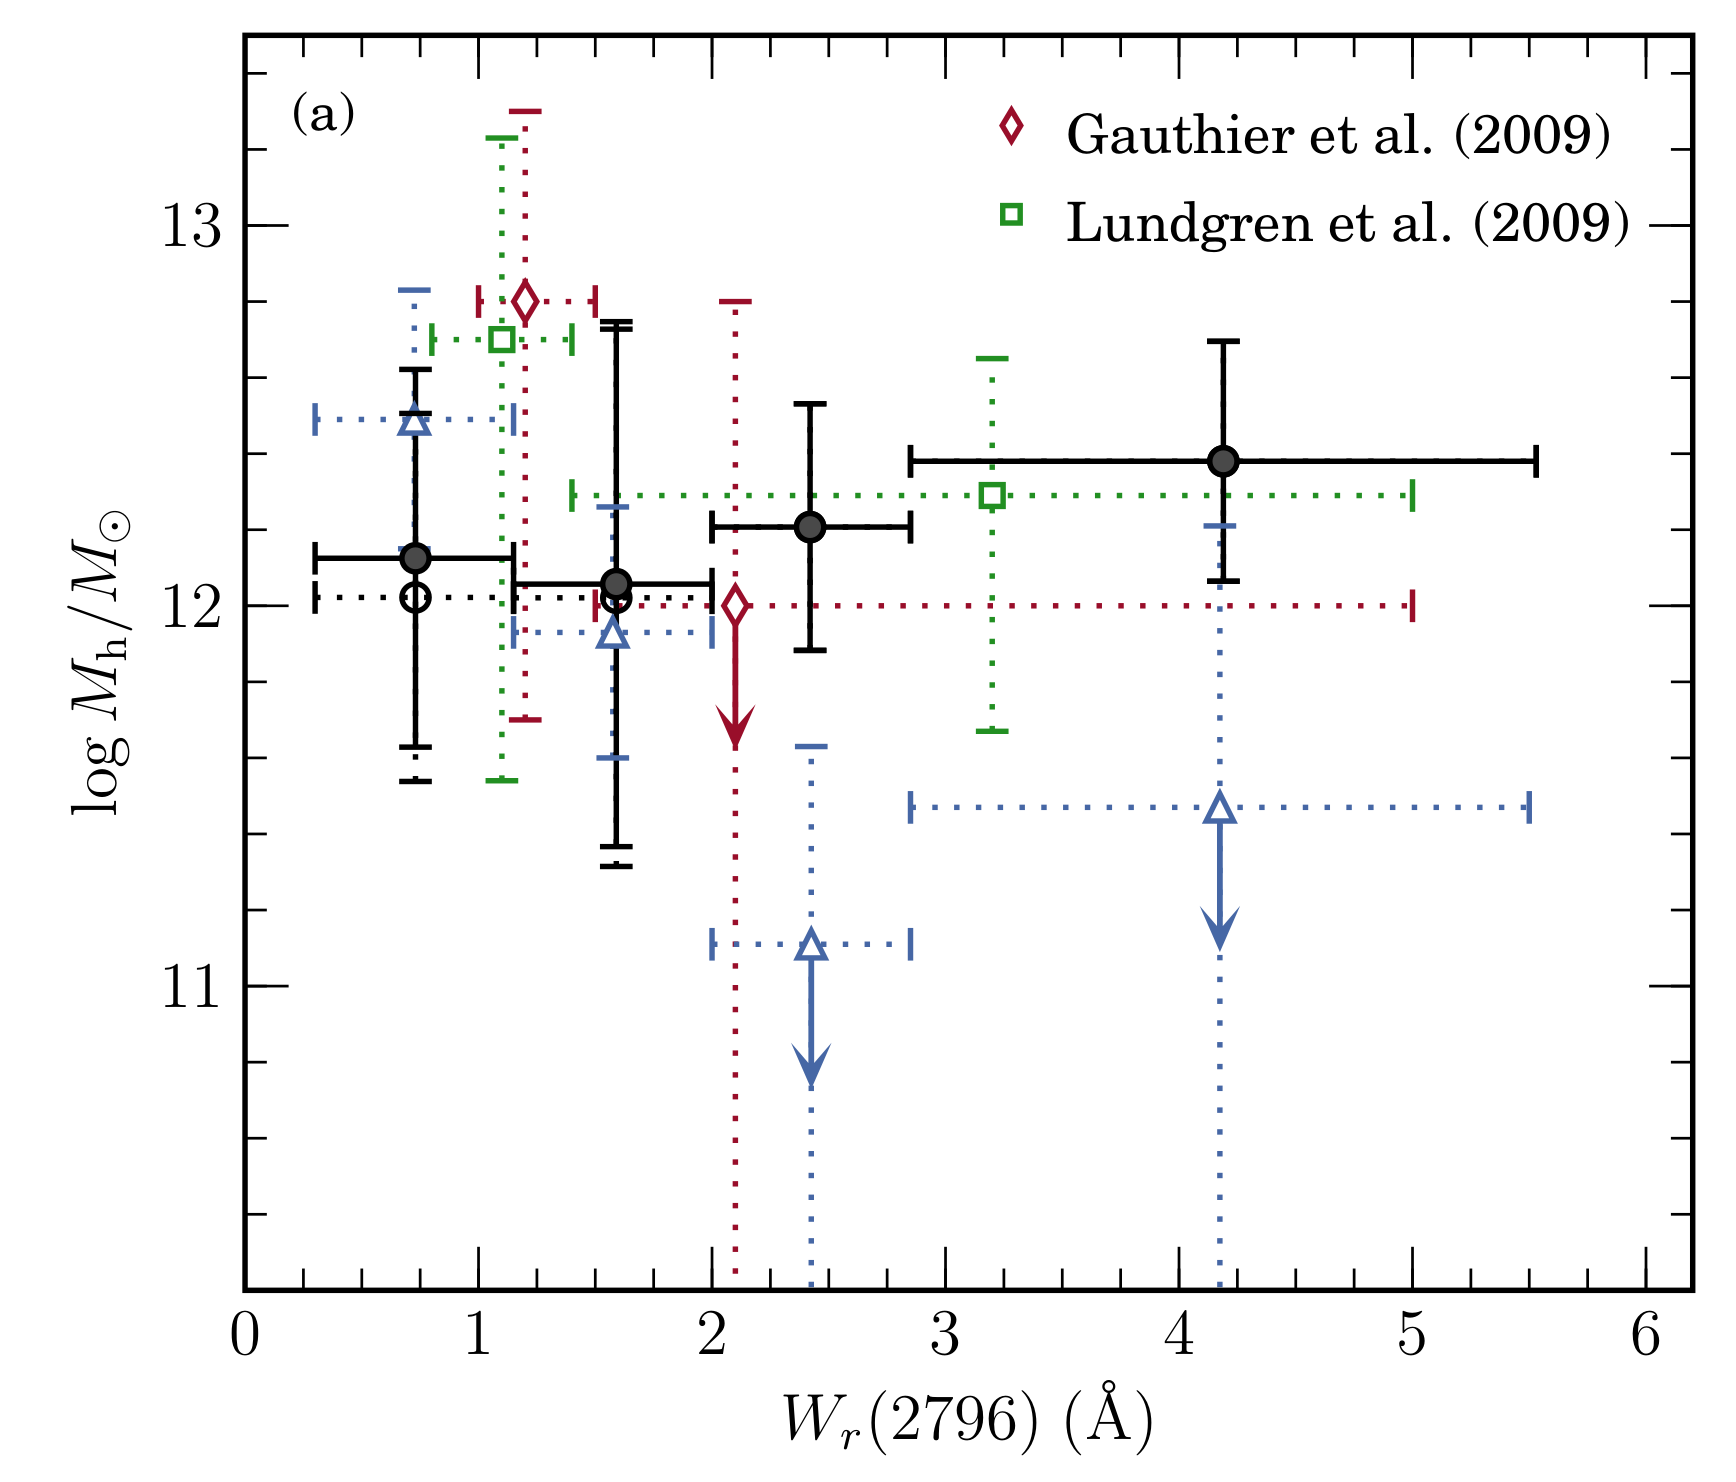 (a)
Gauthier et al. (2009)
Lundgren et al. (2009)
13
12
11
log M_h/M_⊙
0 1 2 3 4 5 6
W_r(2796) (Å)